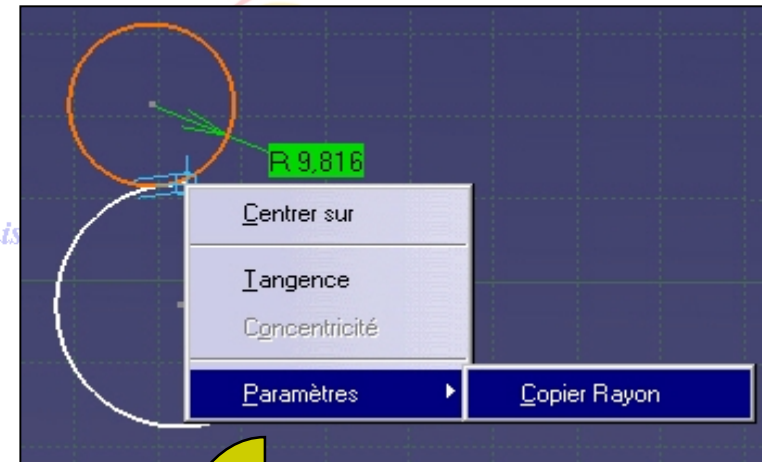 R 9,816
Centrer sur
Tangence
Concentricité
Paramètres
Copier Rayon